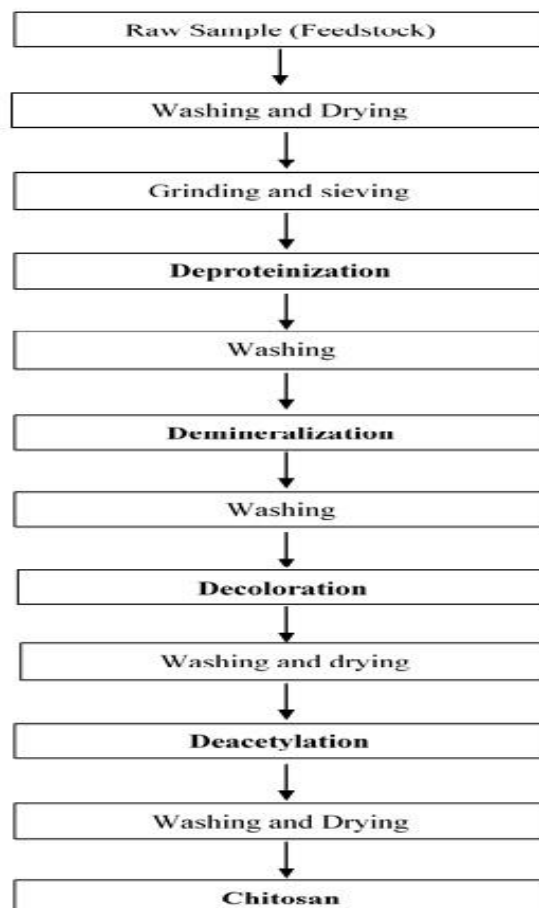 Raw Sample (Feedstock)
Washing and Drying
Grinding and sieving
Deproteinization
Washing
Demineralization
Washing
Decoloration
Washing and drying
Deacetylation
Washing and Drying
Chitosan